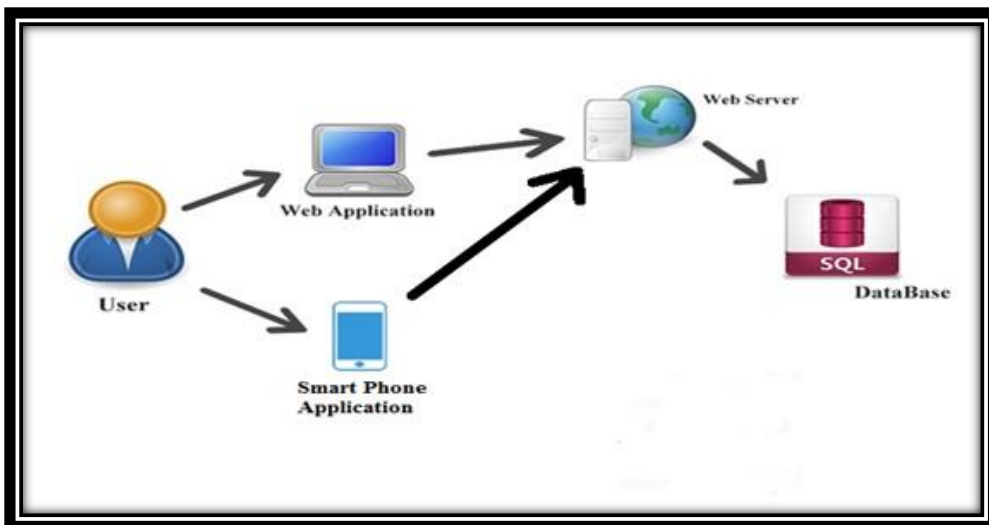 Web Server
Web Application
SQL
User
DataBase
Smart Phone
Application